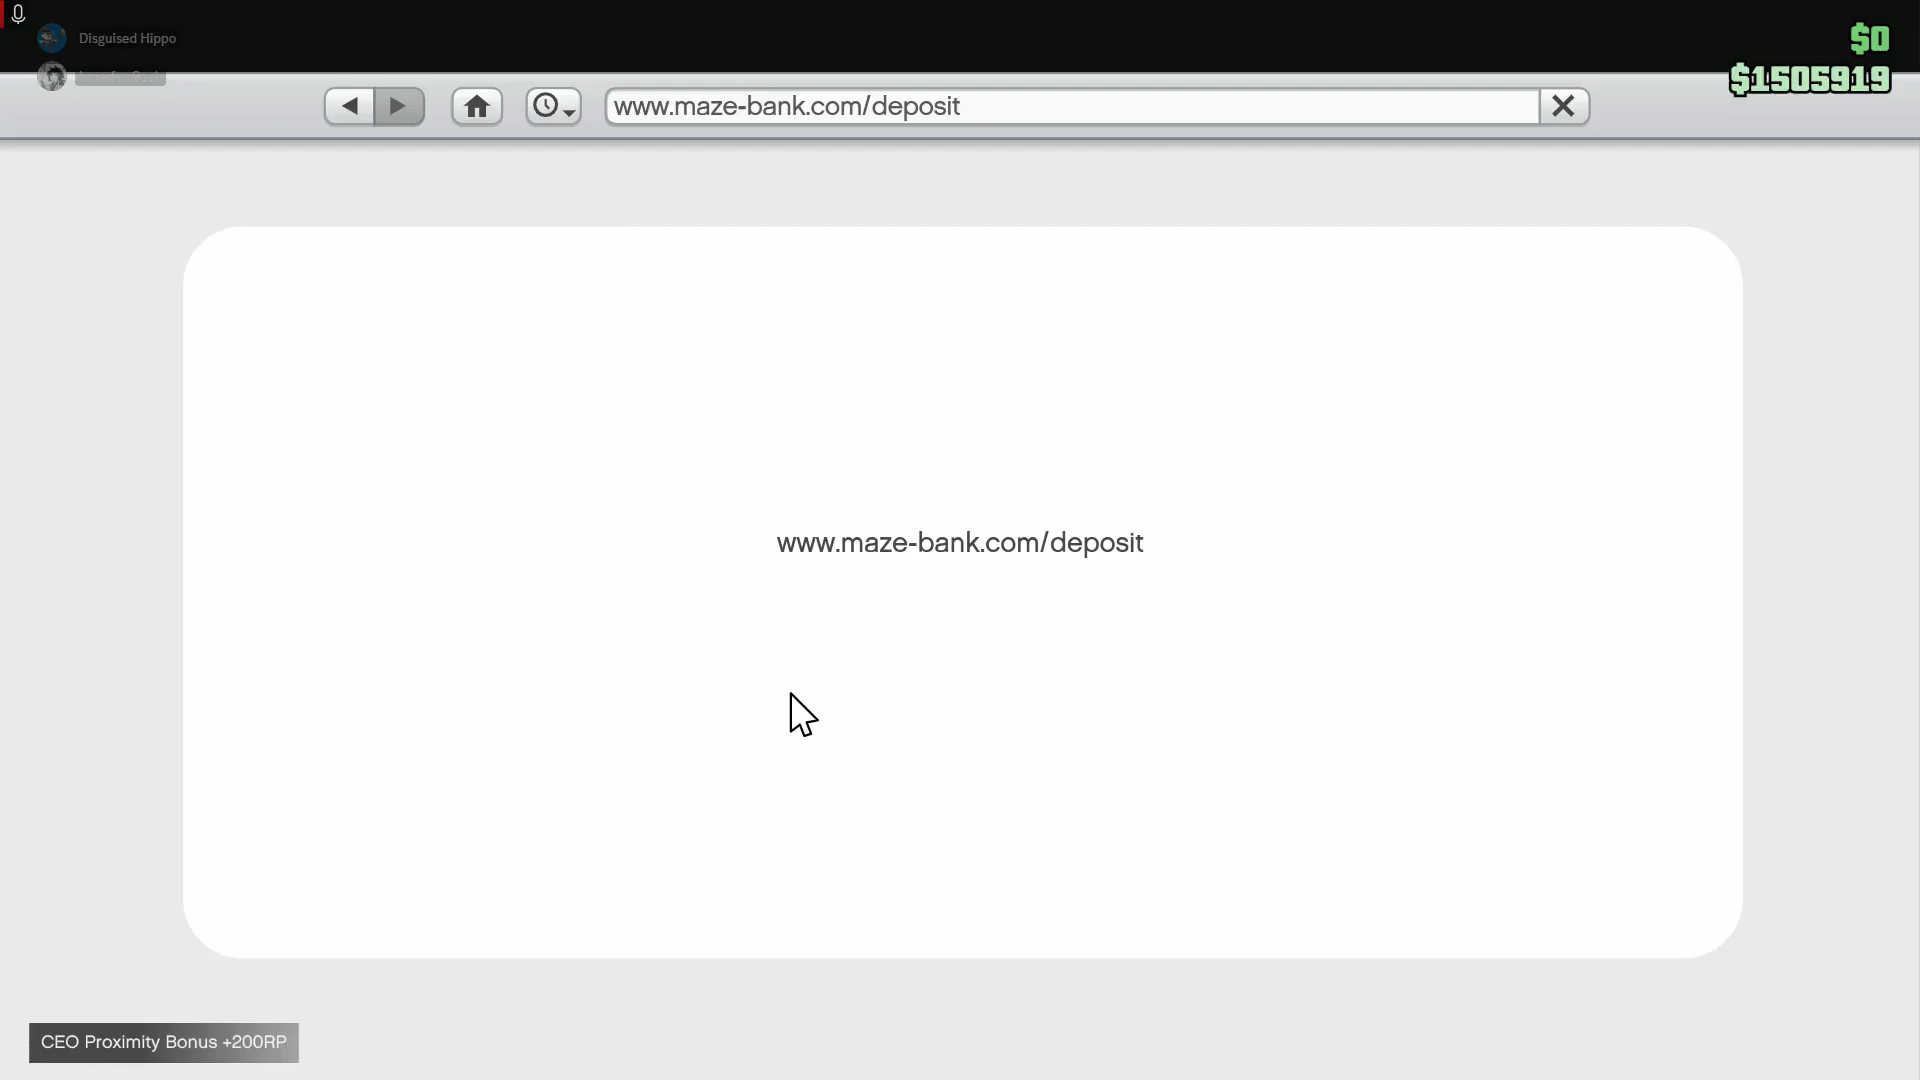 Disguised Hippo
$0
$1505919
www.maze-bank.com/deposit
www.maze-bank.com/deposit
CEO Proximity Bonus +200RP